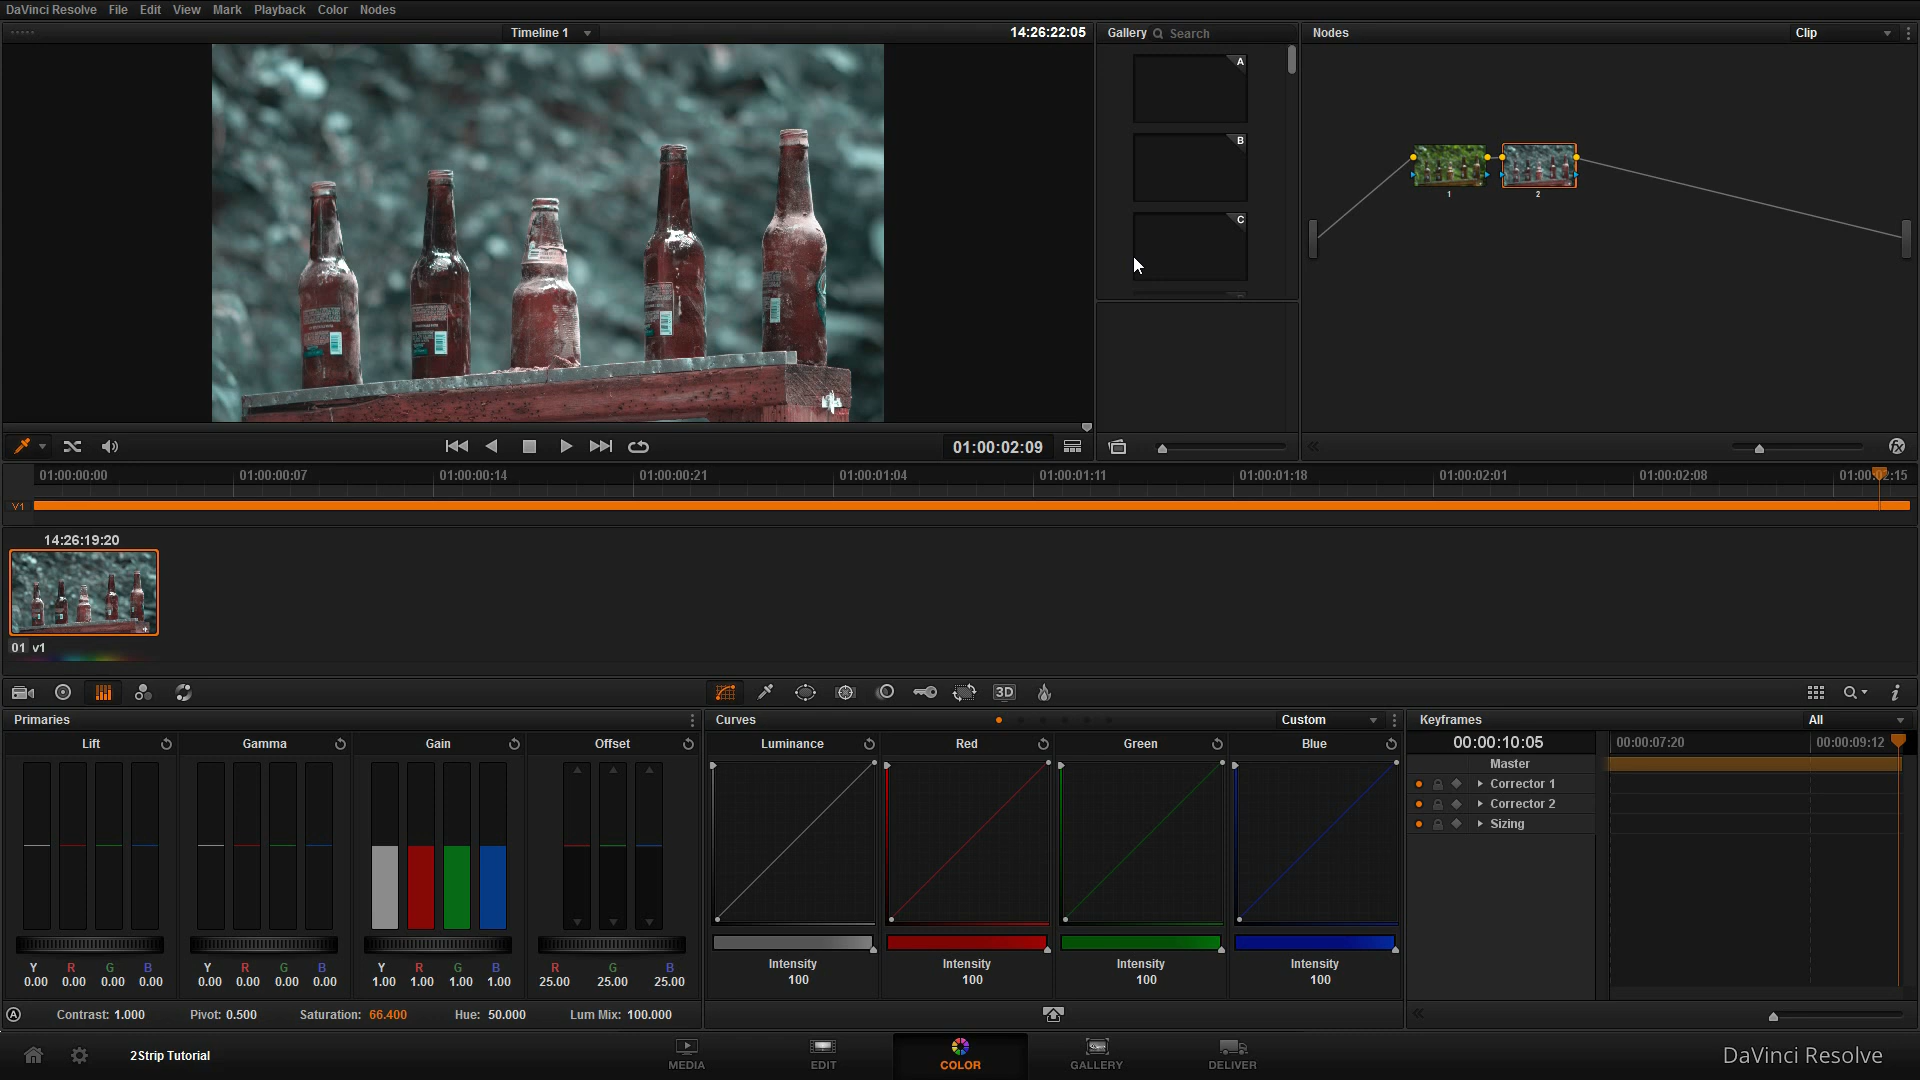 DaVinci Resolve File Edit View Mark Playback Color Nodes
Timeline 1 14:26:22:05 Gallery Search Nodes Clip
A
B
C
1 2
01:00:02:09
01:00:00:00 01:00:00:07 01:00:00:14 01:00:00:21 01:00:01:04 01:00:01:11 01:00:01:18 01:00:02:01 01:00:02:08 01:00:02:15
V1
14:26:19:20
01 v1
3D
Primaries Curves Custom Keyframes All
Lift Gamma Gain Offset Luminance Red Green Blue 00:00:10:05 00:00:07:20 00:00:09:12
Master
Corrector 1
Corrector 2
Sizing
Y R G B Y R G B Y R G B R G B Intensity Intensity Intensity Intensity
0.00 0.00 0.00 0.00 0.00 0.00 0.00 0.00 1.00 1.00 1.00 1.00 25.00 25.00 25.00 100 100 100 100
A Contrast: 1.000 Pivot: 0.500 Saturation: 66.400 Hue: 50.000 Lum Mix: 100.000
2Strip Tutorial MEDIA EDIT COLOR GALLERY DELIVER DaVinci Resolve